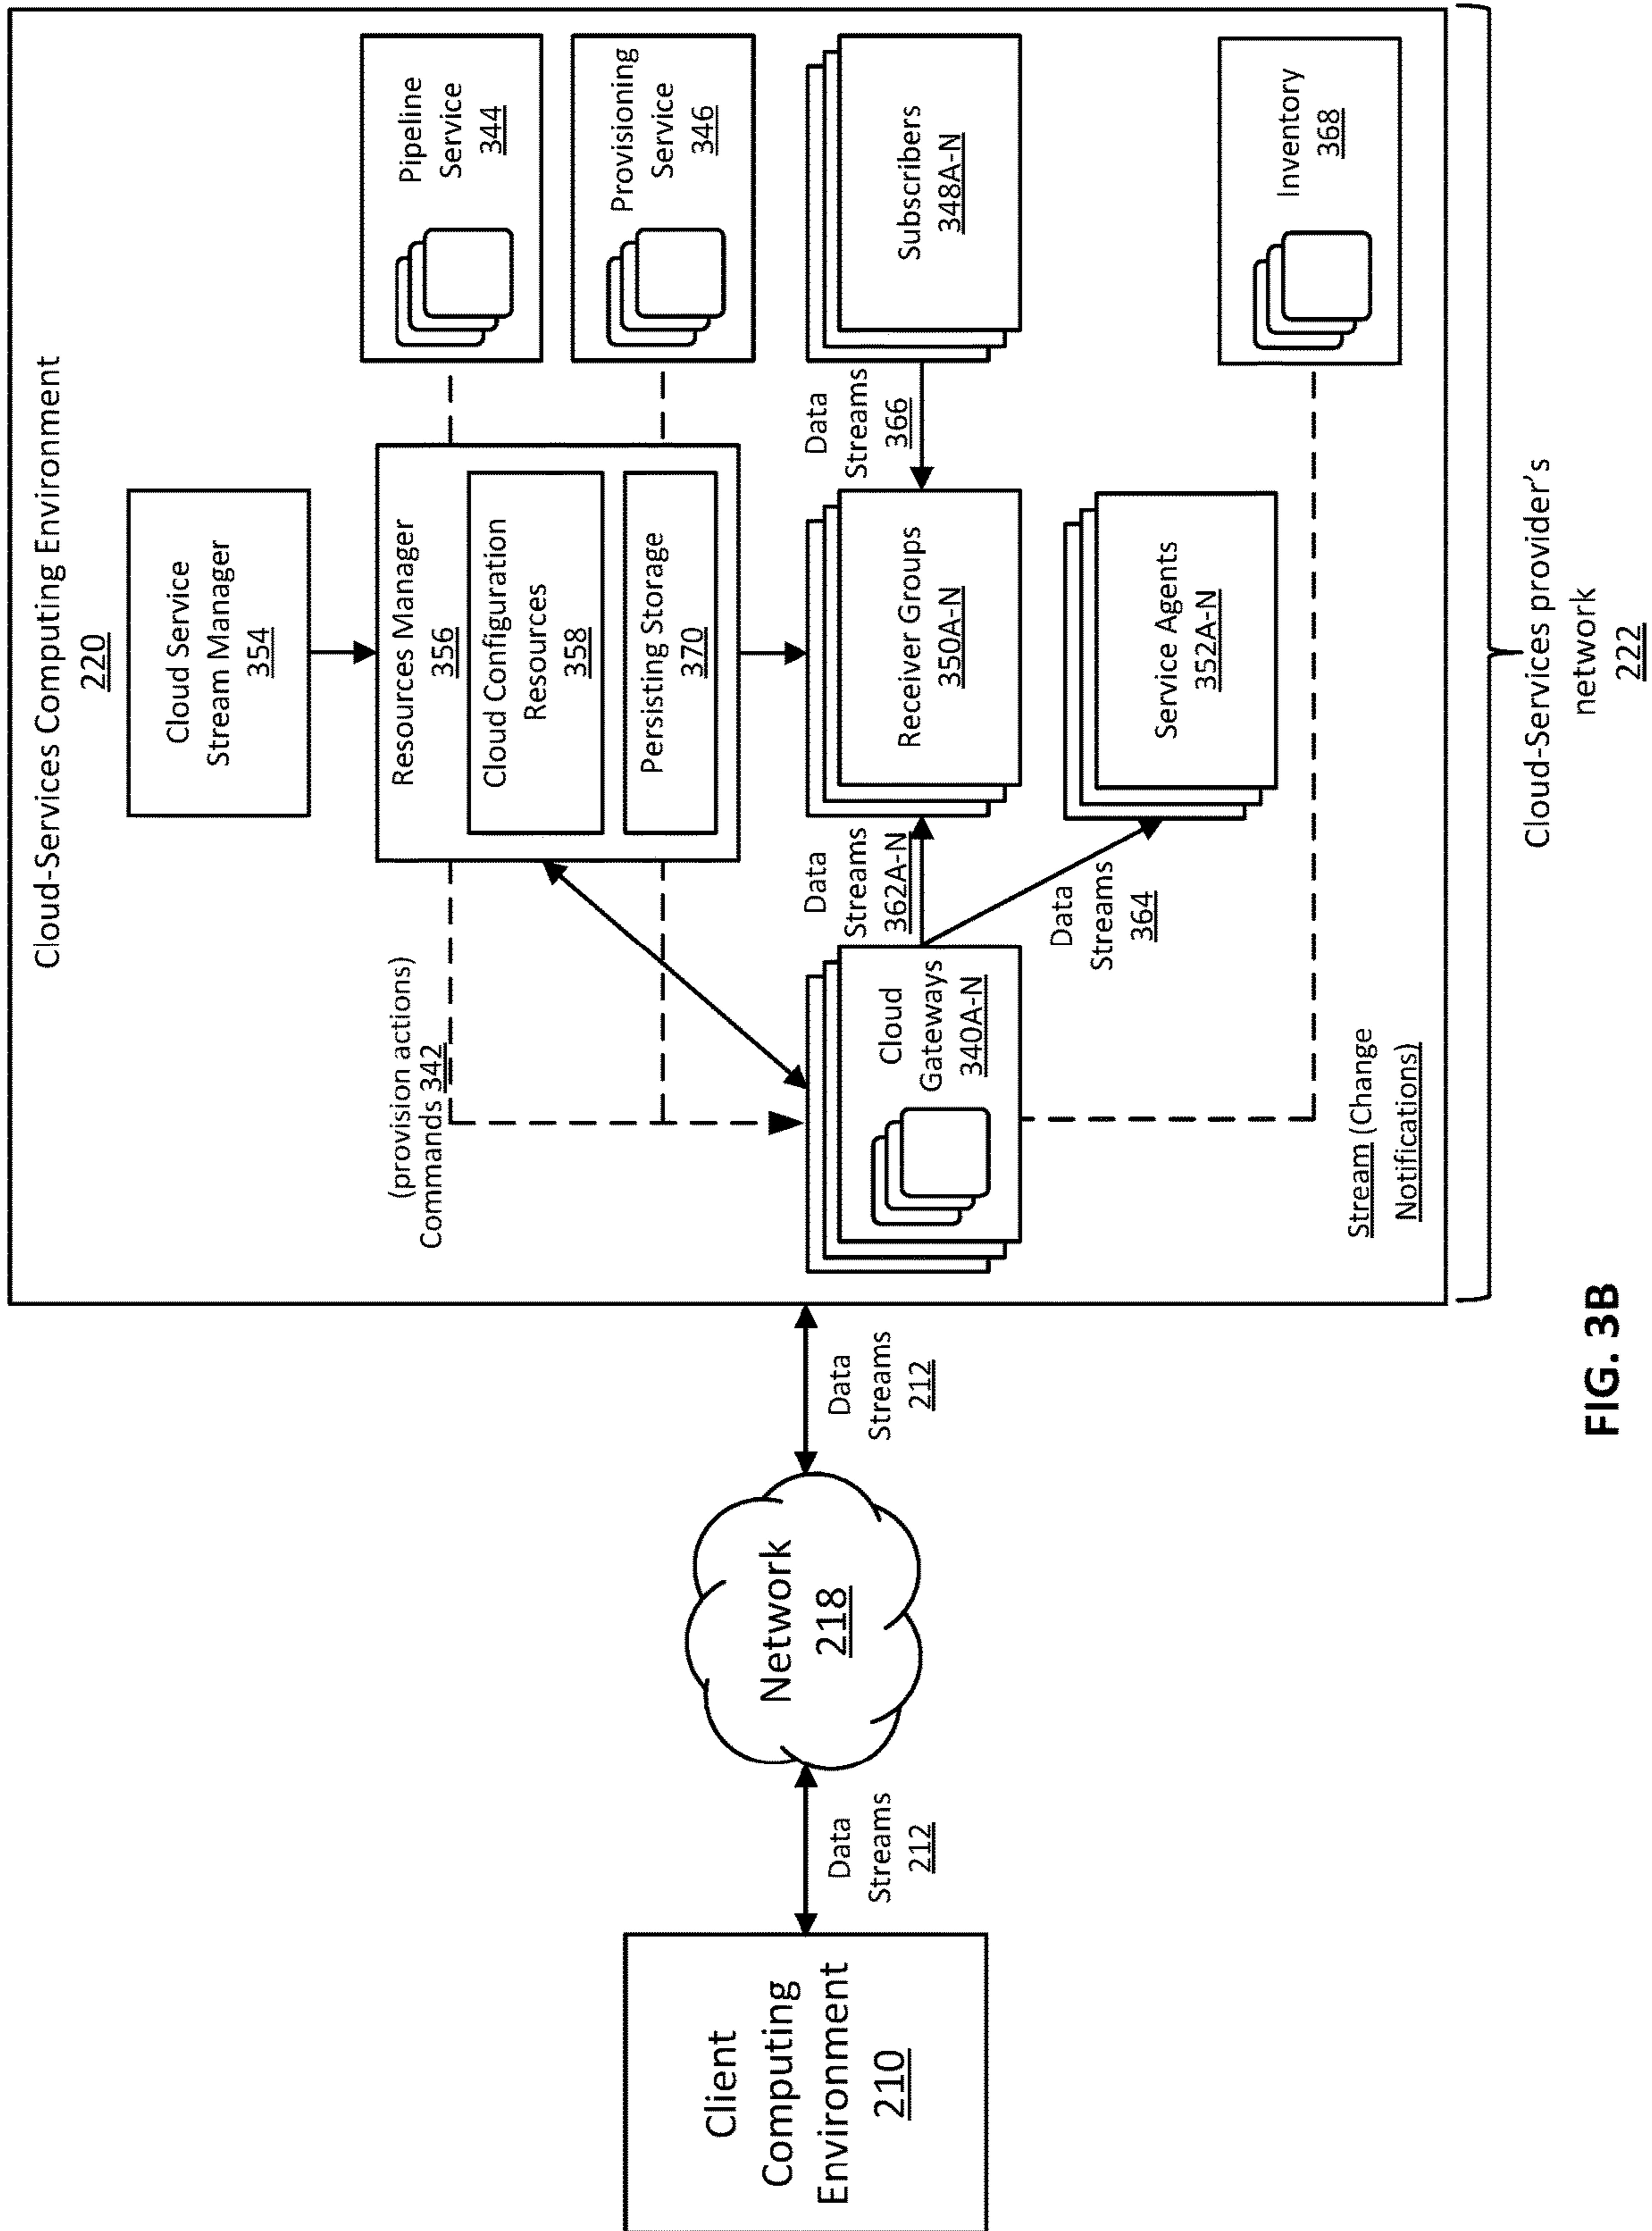 Cloud-Services Computing Environment
220
Client
Computing
Environment
210
Data
Streams
212
Network
218
Data
Streams
212
(provision actions)
Commands 342
Cloud
Gateways
340A-N
Stream (Change
Notifications)
Cloud Service
Stream Manager
354
Resources Manager
356
Cloud Configuration
Resources
358
Persisting Storage
370
Data
Streams
362A-N
Data
Streams
364
Receiver Groups
350A-N
Service Agents
352A-N
Data
Streams
366
Pipeline
Service
344
Provisioning
Service
346
Subscribers
348A-N
Inventory
368
Cloud-Services provider’s
network
222
FIG. 3B